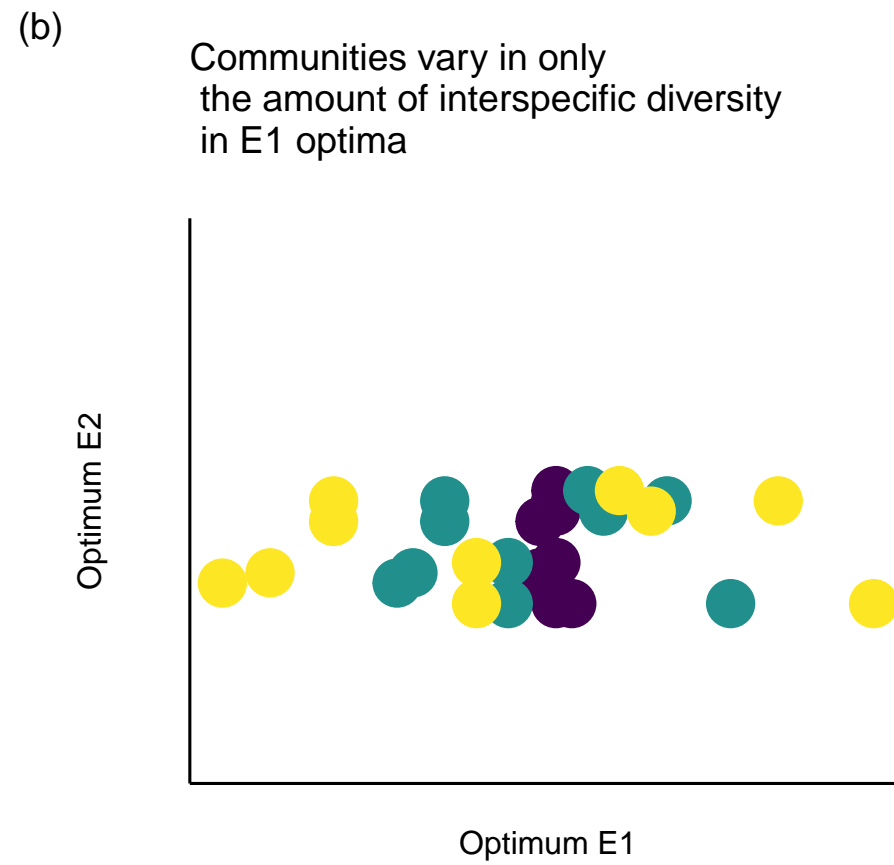 (b)
Communities vary in only
the amount of interspecific diversity
in E1 optima
Optimum E2
Optimum E1